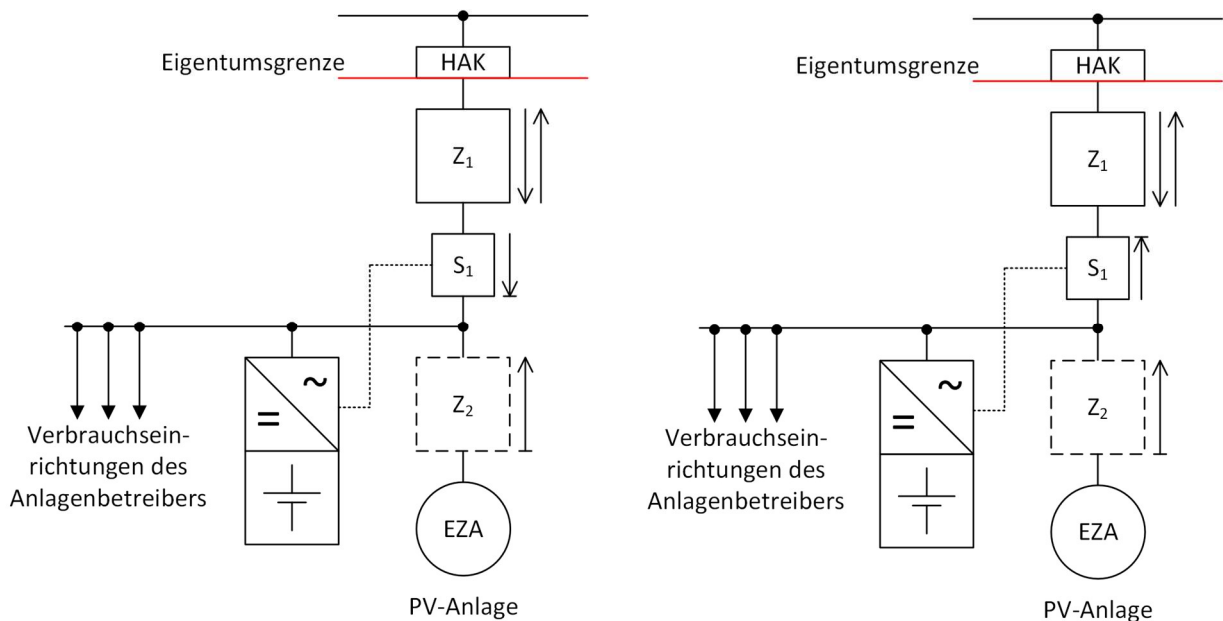 Eigentumsgrenze
HAK
Z₁
S₁
~
=
Z₂
Verbrauchsein-
richtungen des
Anlagenbetreibers
EZA
PV-Anlage
Eigentumsgrenze
HAK
Z₁
S₁
~
=
Z₂
Verbrauchsein-
richtungen des
Anlagenbetreibers
EZA
PV-Anlage